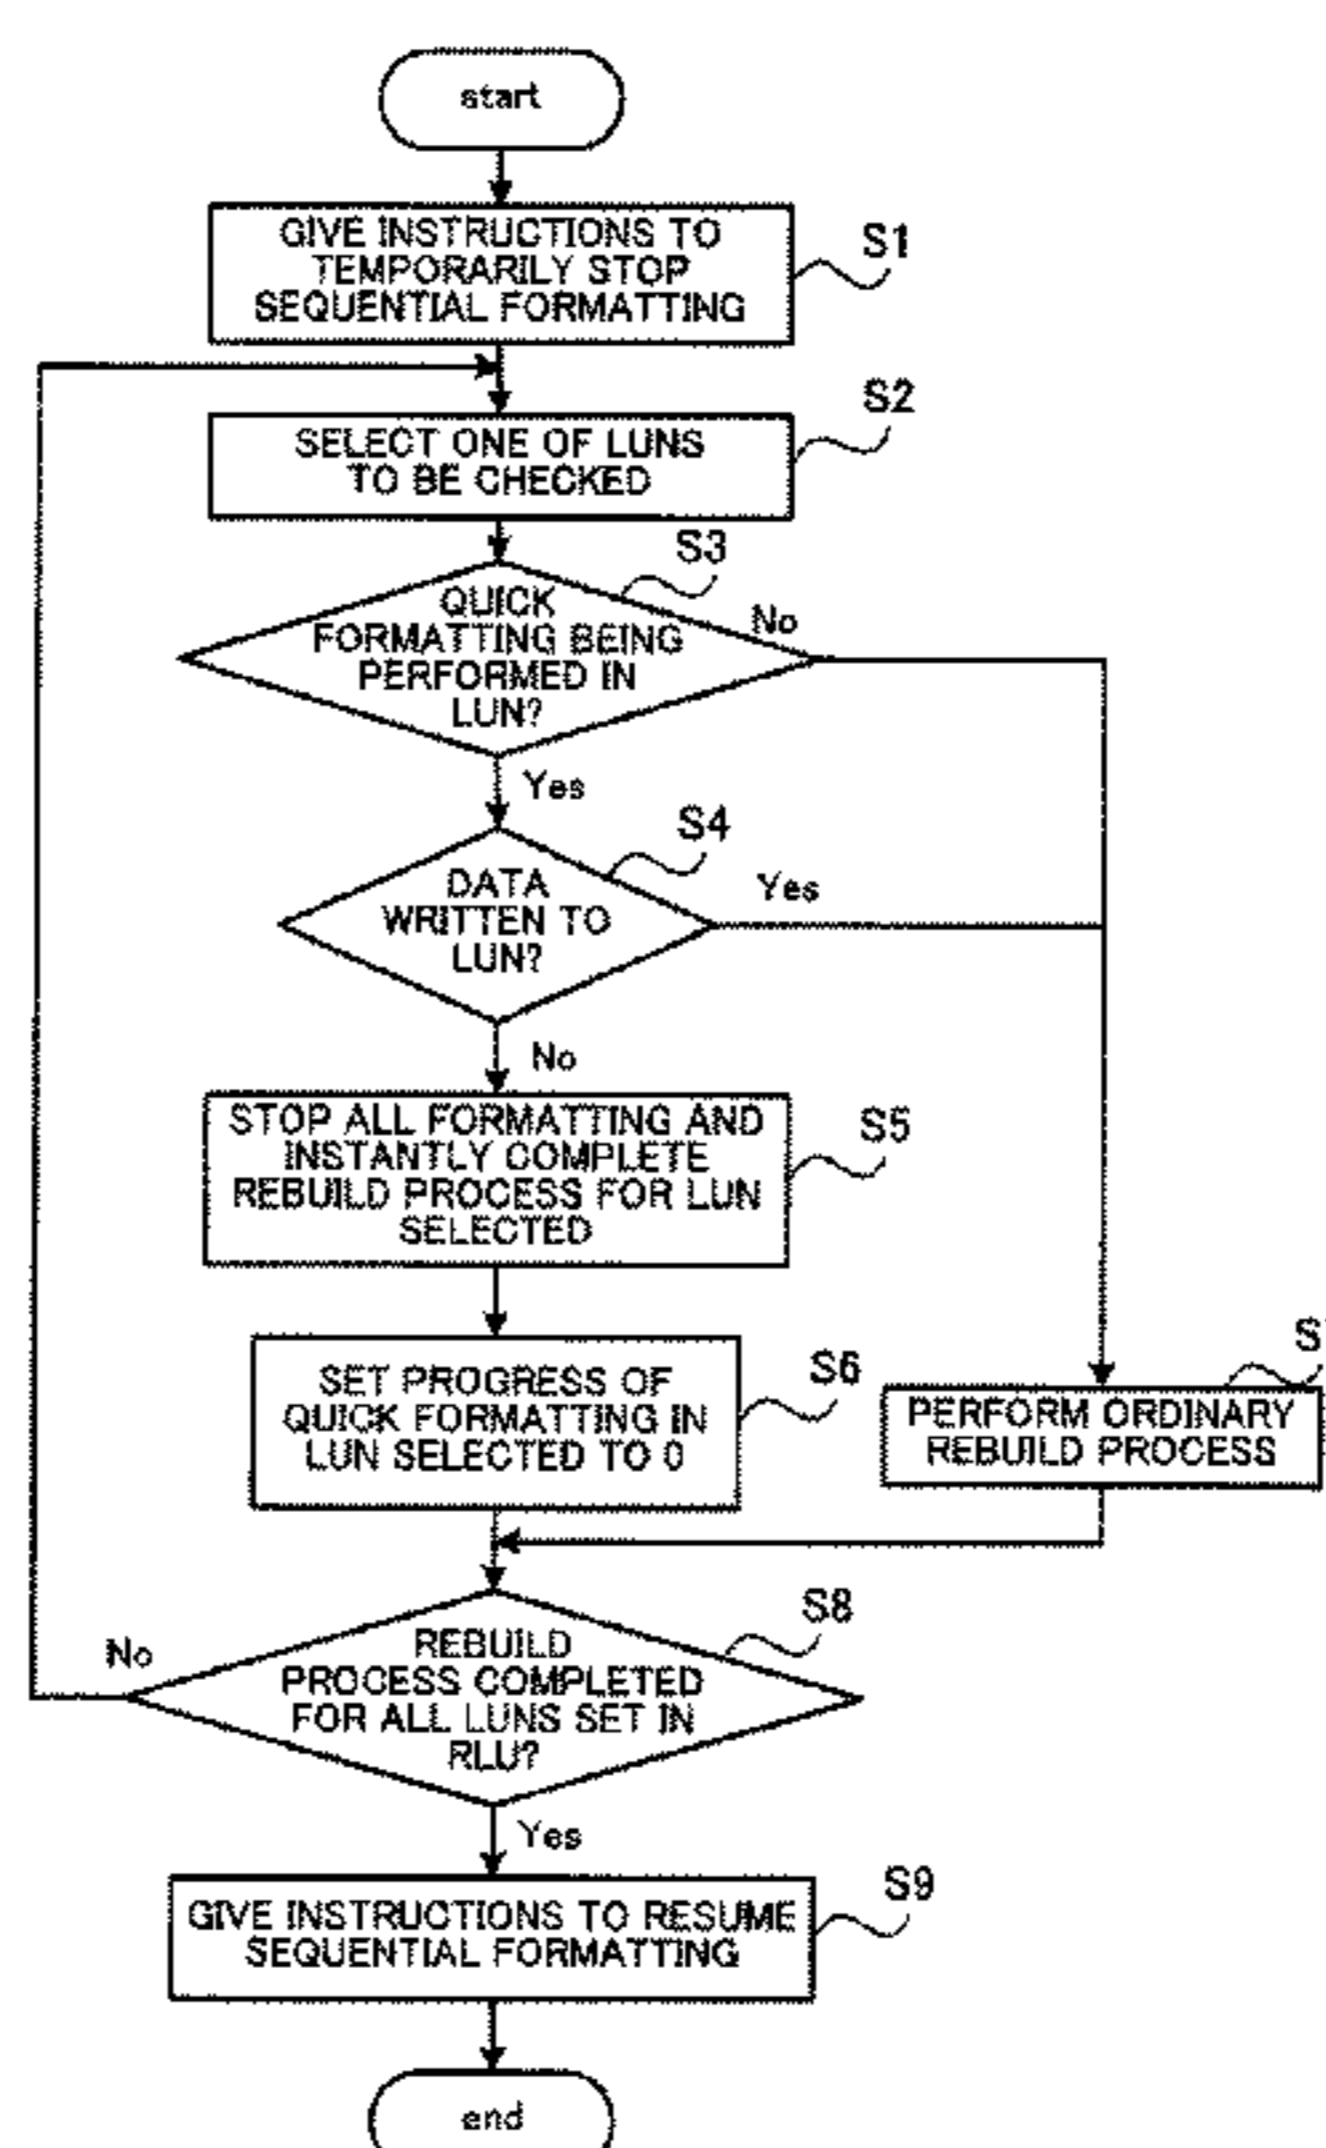 start
GIVE INSTRUCTIONS TO
TEMPORARILY STOP
SEQUENTIAL FORMATTING
S1
SELECT ONE OF LUNS
TO BE CHECKED
S2
QUICK
FORMATTING BEING
PERFORMED IN
LUN?
S3
No
Yes
DATA
WRITTEN TO
LUN?
S4
Yes
No
STOP ALL FORMATTING AND
INSTANTLY COMPLETE
REBUILD PROCESS FOR LUN
SELECTED
S5
SET PROGRESS OF
QUICK FORMATTING IN
LUN SELECTED TO 0
S6
PERFORM ORDINARY
REBUILD PROCESS
S
REBUILD
PROCESS COMPLETED
FOR ALL LUNS SET IN
RLU?
S8
No
Yes
GIVE INSTRUCTIONS TO RESUME
SEQUENTIAL FORMATTING
S9
end